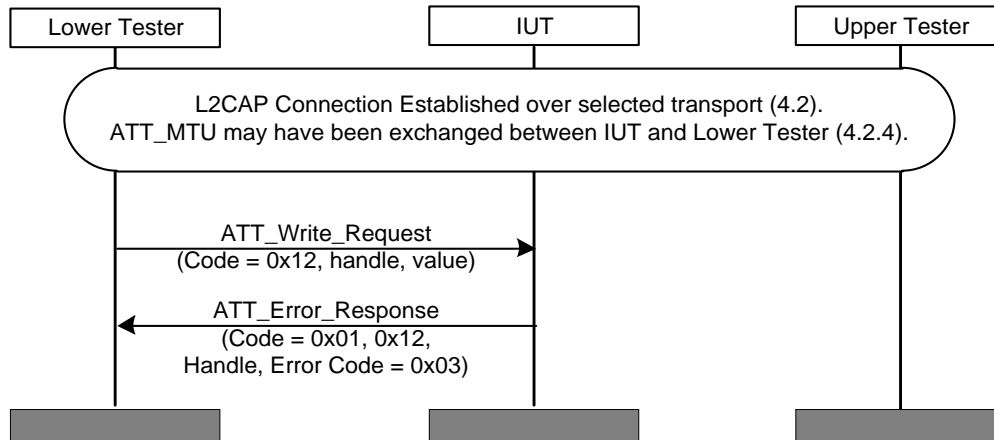 Lower Tester
IUT
Upper Tester
L2CAP Connection Established over selected transport (4.2).
ATT_MTU may have been exchanged between IUT and Lower Tester (4.2.4).
ATT_Write_Request
(Code = 0x12, handle, value)
ATT_Error_Response
(Code = 0x01, 0x12,
Handle, Error Code = 0x03)